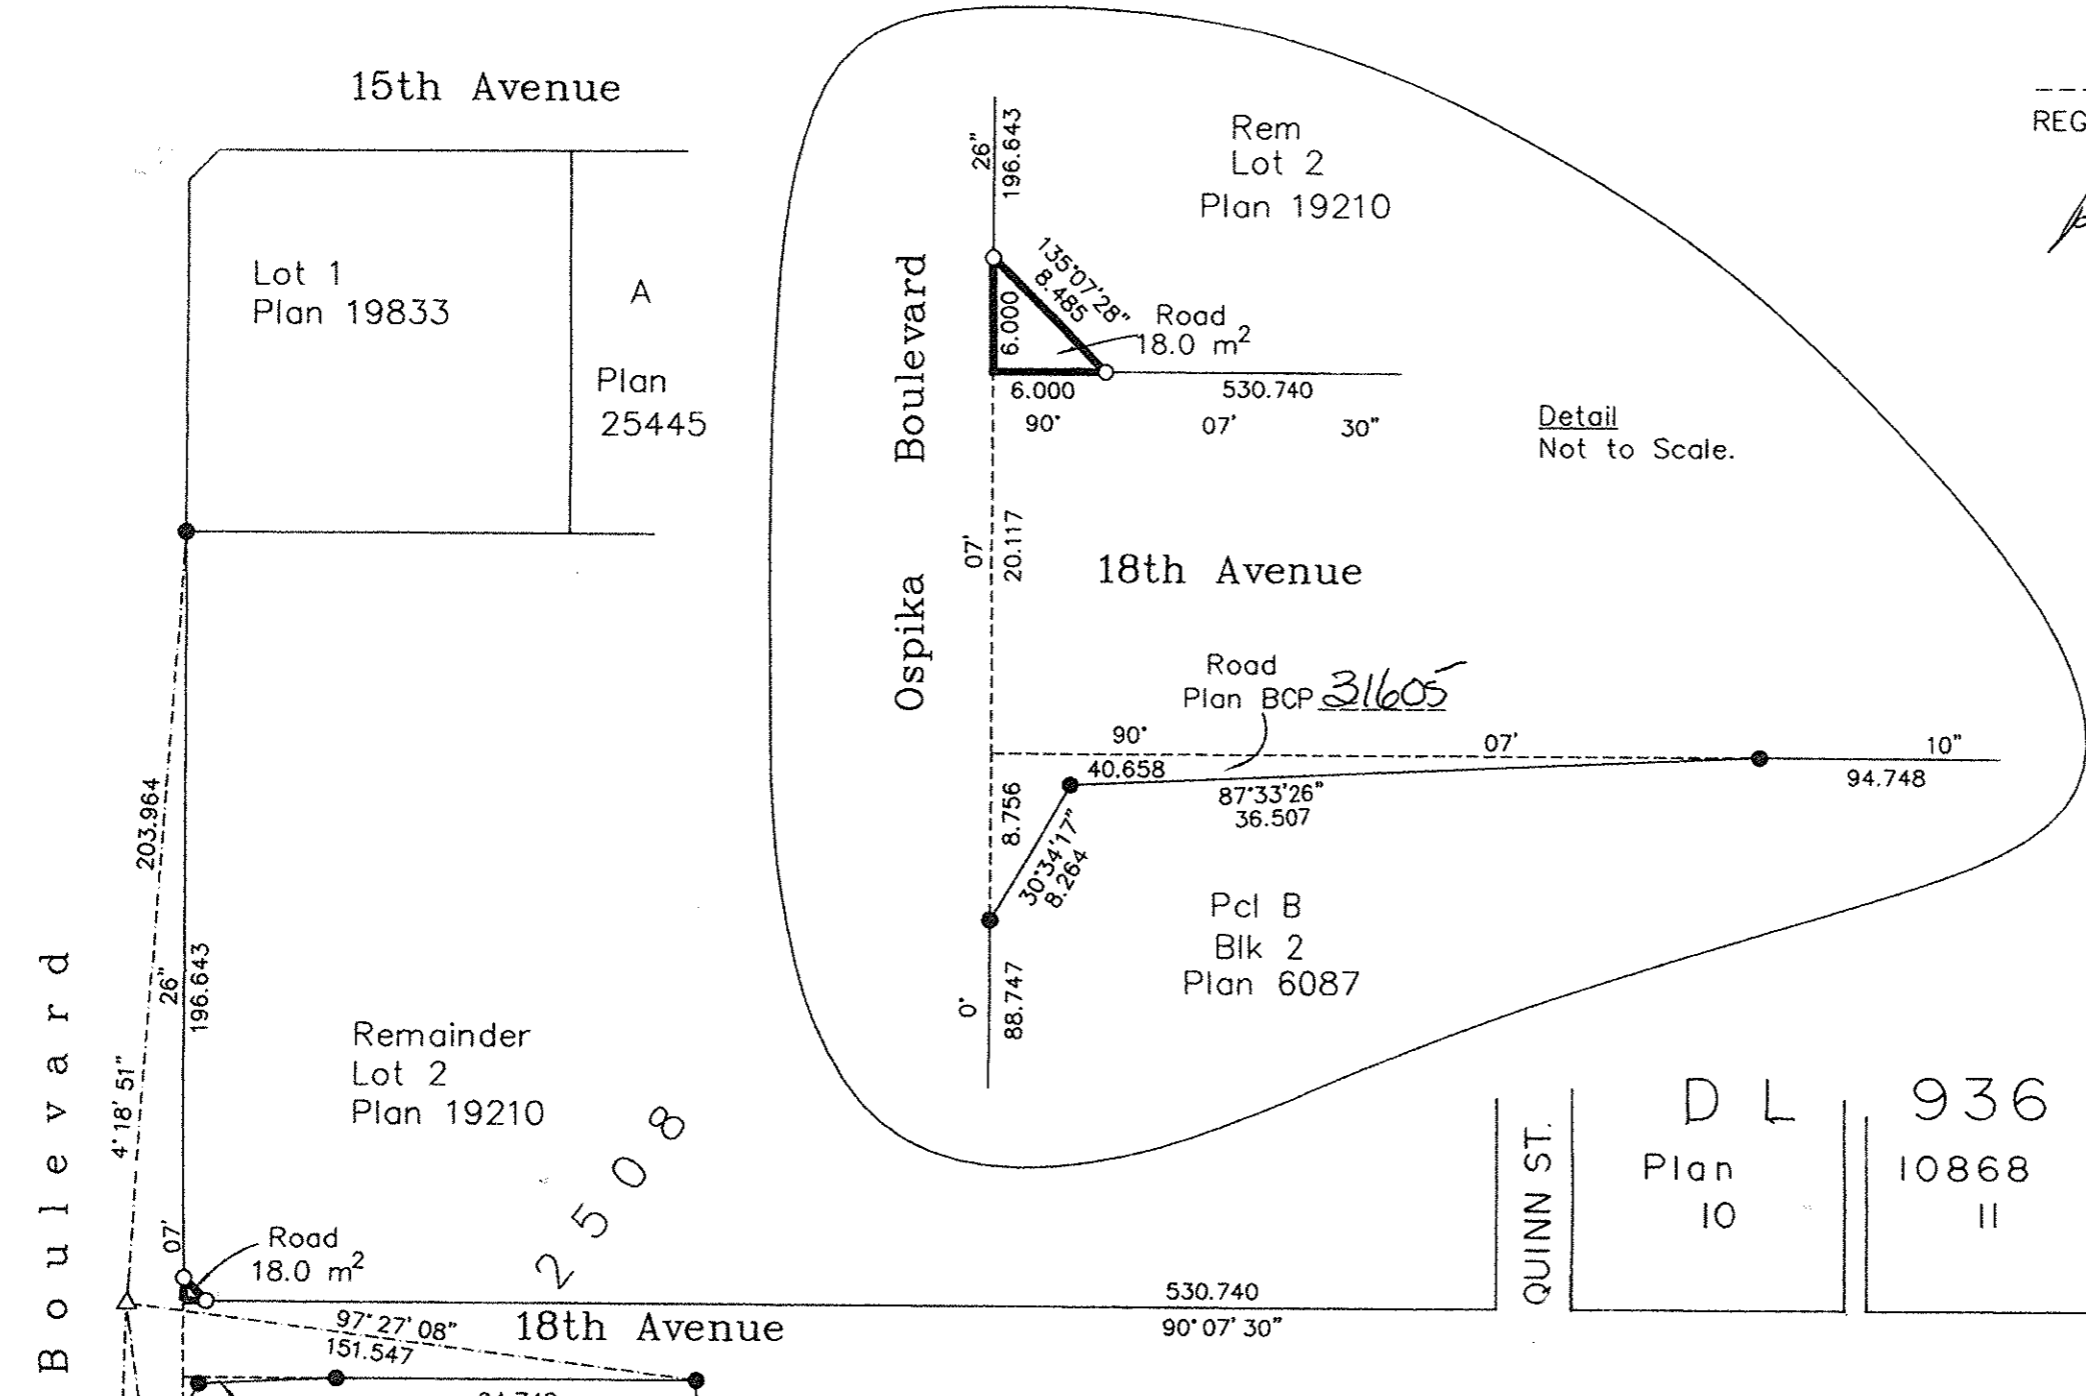 15th Avenue
Lot 1
Plan 19833
A
Plan
25445
26"
196.643
Rem
Lot 2
Plan 19210
REG
135°07'28"
8.485
6.000
Road
18.0 m²
6.000
530.740
90° 07' 30"
Detail
Not to Scale.
Ospika Boulevard
07'
20.117
18th Avenue
Road
Plan BCP 31605
90° 07' 10"
40.658
94.748
87°33'26"
36.507
8.756
30°34'17"
8.264
Pcl B
Blk 2
Plan 6087
0°
88.747
203.964
4°18'51"
26"
196.643
07'
Boulevard
Remainder
Lot 2
Plan 19210
2508
Road
18.0 m²
530.740
90°07'30"
97°27'08"
151.547
18th Avenue
QUINN ST.
DL 936
Plan 10868
10
11